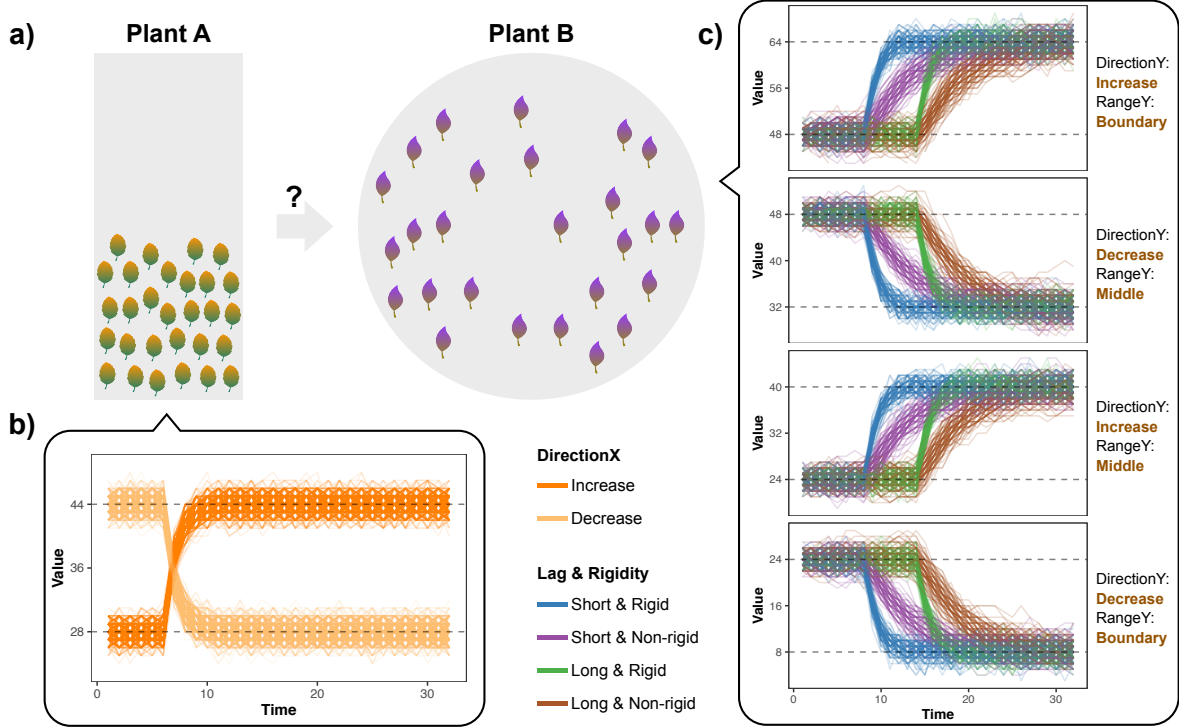 a)
Plant A
Plant B
?
b)
Value
44
36
28
0
10
20
30
Time
DirectionX
Increase
Decrease
Lag & Rigidity
Short & Rigid
Short & Non-rigid
Long & Rigid
Long & Non-rigid
c)
Value
64
56
48
DirectionY:
Increase
RangeY:
Boundary
Value
48
40
32
DirectionY:
Decrease
RangeY:
Middle
Value
40
32
24
DirectionY:
Increase
RangeY:
Middle
Value
24
16
8
DirectionY:
Decrease
RangeY:
Boundary
0
10
20
30
Time